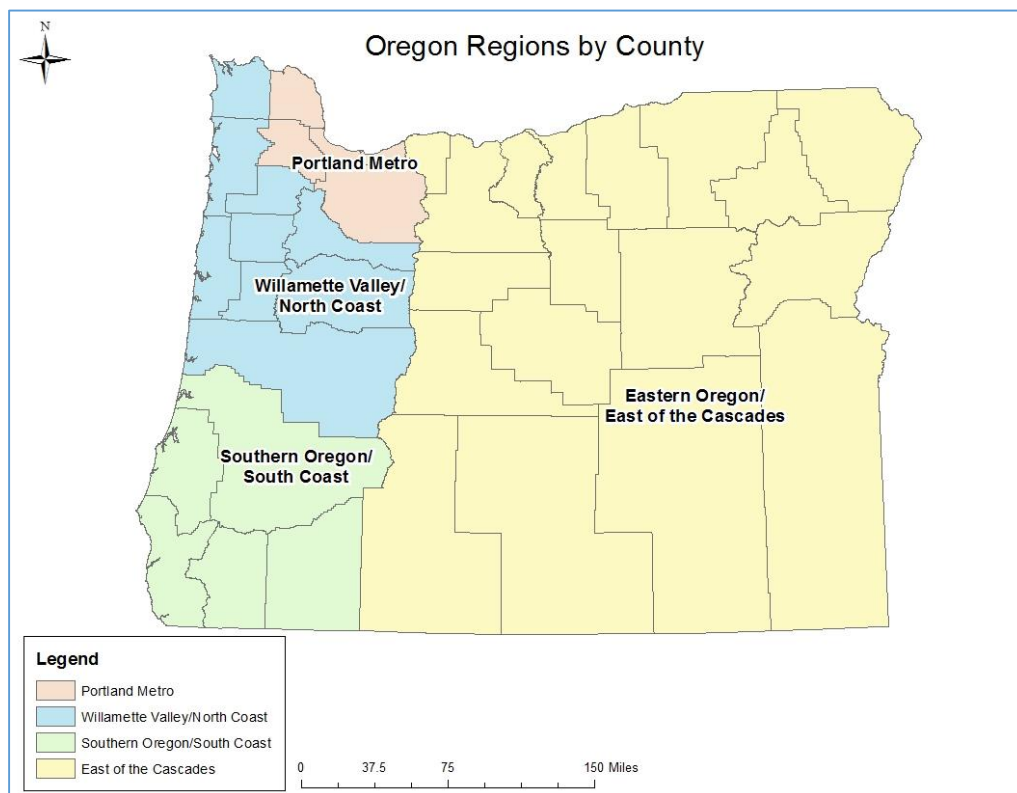 N
Oregon Regions by County
Portland Metro
Willamette Valley/
North Coast
Eastern Oregon/
East of the Cascades
Southern Oregon/
South Coast
Legend
Portland Metro
Willamette Valley/North Coast
Southern Oregon/South Coast
East of the Cascades
0 37.5 75 150 Miles